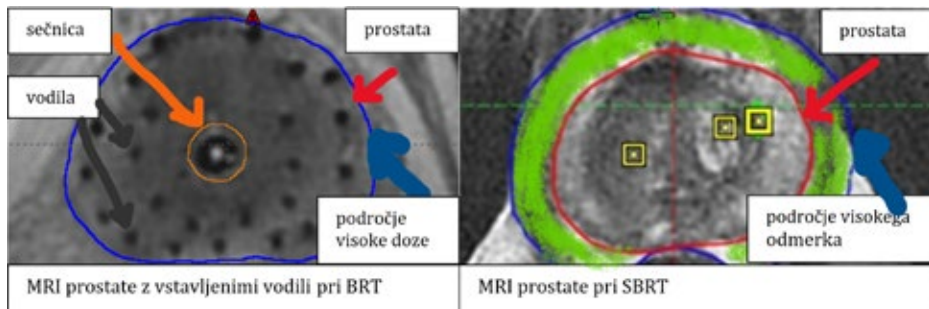 sečnica
prostata
vodila
področje
visoke doze
MRI prostate z vstavljenimi vodili pri BRT
A
prostata
področje visokega
odmerka
MRI prostate pri SBRT